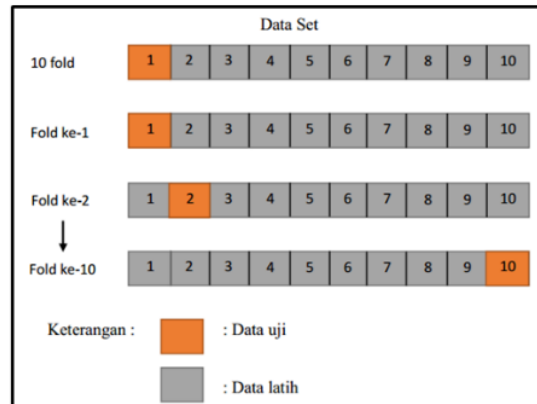 Data Set
10 fold 1 2 3 4 5 6 7 8 9 10
Fold ke-1 1 2 3 4 5 6 7 8 9 10
Fold ke-2 1 2 3 4 5 6 7 8 9 10
Fold ke-10 1 2 3 4 5 6 7 8 9 10
Keterangan : : Data uji
: Data latih